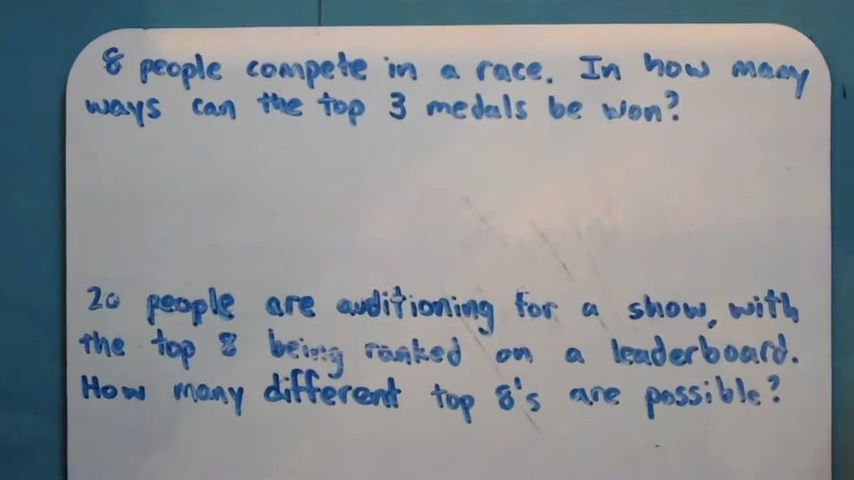 8 people compete in a race. In how many
ways can the top 3 medals be won?
20 people are auditioning for a show, with
the top 8 being ranked on a leaderboard.
How many different top 8's are possible?